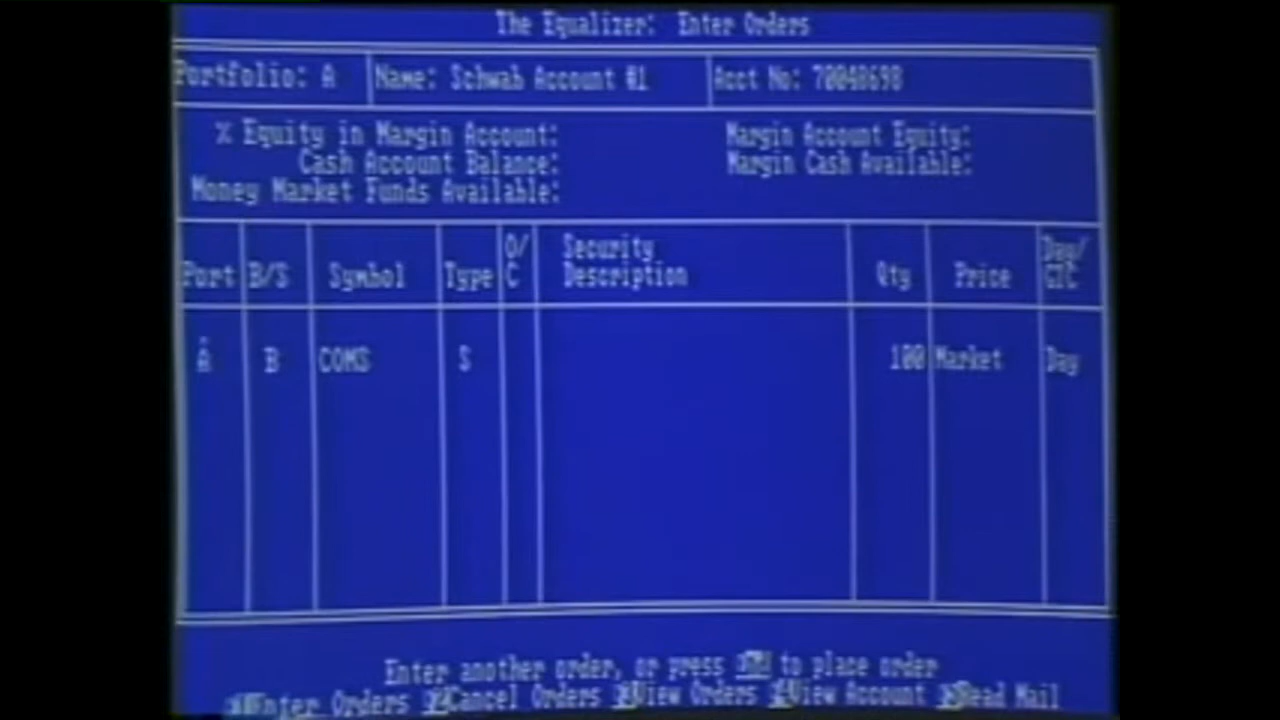 The Equalizer: Enter Orders
Portfolio: A Name: Schwab Account #1 Acct No: 70048698
% Equity in Margin Account: Margin Account Equity:
Cash Account Balance: Margin Cash Available:
Money Market Funds Available:
Port B/S Symbol Type O/C Security Description Qty Price Day/GTC
A B COMS S 100 Market Day
Enter another order, or press to place order
Enter Orders Cancel Orders View Orders View Account Read Mail